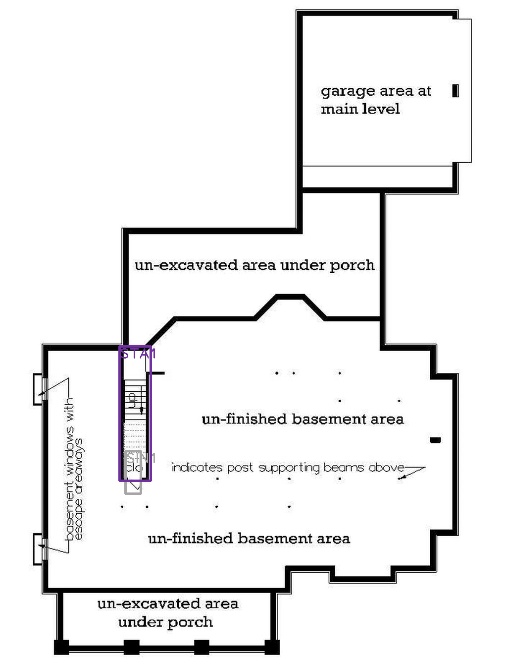 garage area at
main level
un-excavated area under porch
STA1
up
un-finished basement area
indicates post supporting beams above
basement windows with
escape areaways
un-finished basement area
un-excavated area
under porch